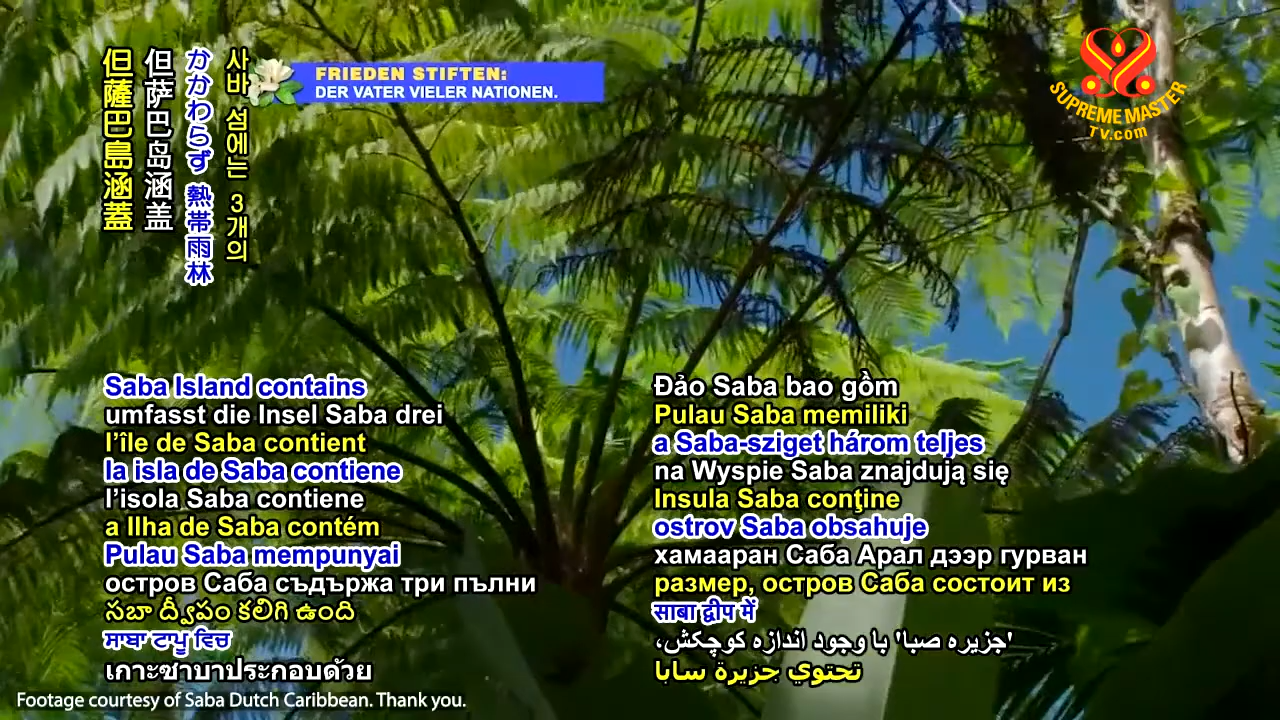 但薩巴島涵蓋
但萨巴岛涵盖
かかわらず 熱帯雨林
사바 섬에는 3개의
FRIEDEN STIFTEN:
DER VATER VIELER NATIONEN.
SUPREME MASTER
TV.com
Saba Island contains
umfasst die Insel Saba drei
l’île de Saba contient
la isla de Saba contiene
l’isola Saba contiene
a Ilha de Saba contém
Pulau Saba mempunyai
остров Саба съдържа три пълни
సబా ద్వీపం కలిగి ఉంది
ਸਾਬਾ ਟਾਪੂ ਵਿਚ
เกาะซาบาประกอบด้วย
Đảo Saba bao gồm
Pulau Saba memiliki
a Saba-sziget három teljes
na Wyspie Saba znajdują się
Insula Saba conţine
ostrov Saba obsahuje
хамааран Саба Арал дээр гурван
размер, остров Саба состоит из
साबा द्वीप में
'جزیره صبا' با وجود اندازه کوچکش،
تحتوي جزيرة سابا
Footage courtesy of Saba Dutch Caribbean. Thank you.